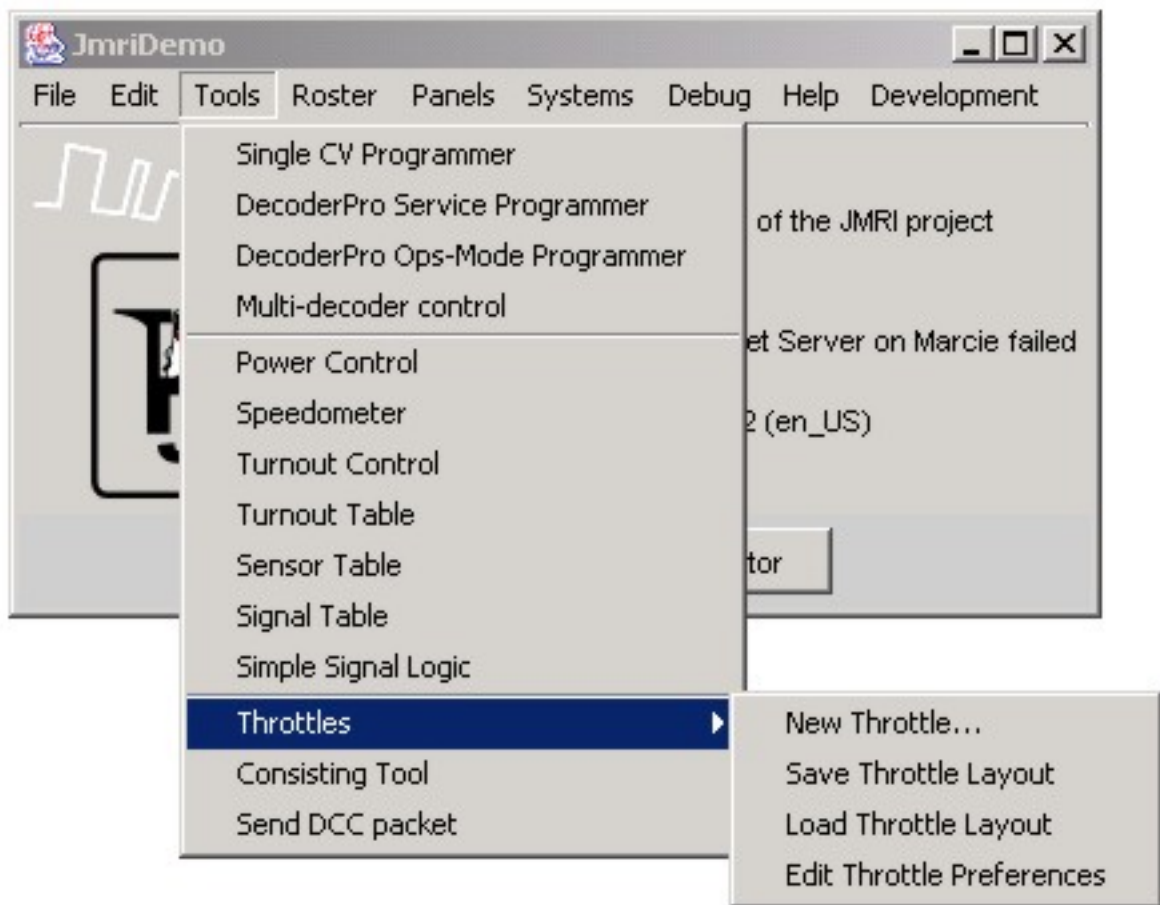 JmriDemo
File Edit Tools Roster Panels Systems Debug Help Development
Single CV Programmer
DecoderPro Service Programmer
of the JMRI project
DecoderPro Ops-Mode Programmer
Multi-decoder control
Server on Marcie failed
Power Control
Speedometer
(en_US)
Turnout Control
Turnout Table
Sensor Table
Signal Table
Simple Signal Logic
Throttles
New Throttle...
Consisting Tool
Save Throttle Layout
Send DCC packet
Load Throttle Layout
Edit Throttle Preferences